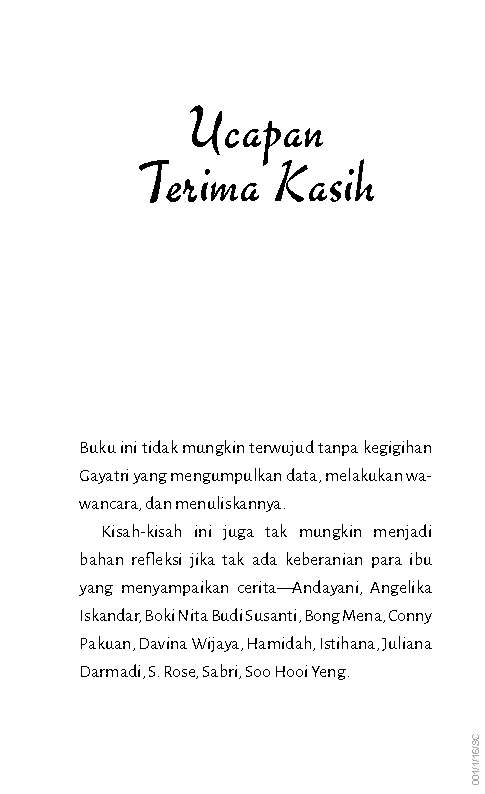 Ucapan
Terima Kasih
Buku ini tidak mungkin terwujud tanpa kegigihan
Gayatri yang mengumpulkan data, melakukan wa-
wancara, dan menuliskannya.
Kisah-kisah ini juga tak mungkin menjadi
bahan refleksi jika tak ada keberanian para ibu
yang menyampaikan cerita—Andayani, Angelika
Iskandar, Boki Nita Budi Susanti, Bong Mena, Conny
Pakuan, Davina Wijaya, Hamidah, Istihana, Juliana
Darmadi, S. Rose, Sabri, Soo Hooi Yeng.
001/1/16/SC